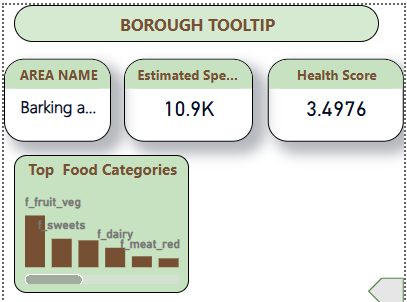 BOROUGH TOOLTIP
AREA NAME
Barking a...
Estimated Spe...
10.9K
Health Score
3.4976
Top Food Categories
f_fruit_veg
f_sweets
f_dairy
f_meat_red